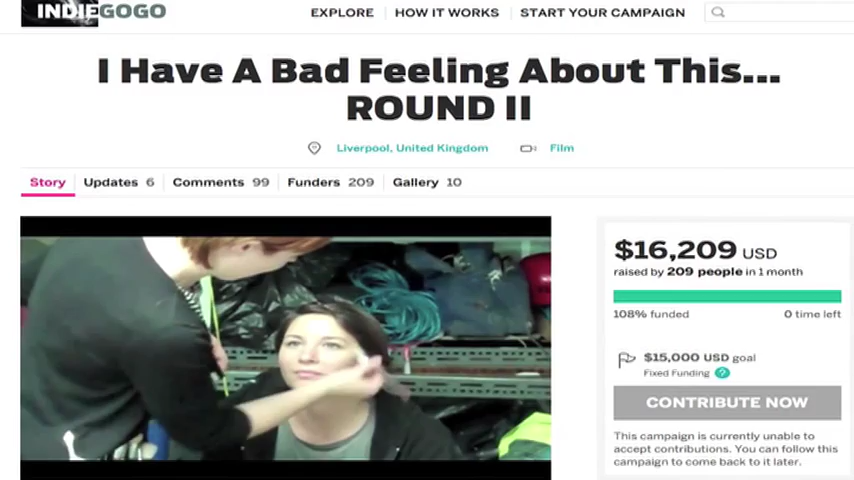 INDIEGOGO
EXPLORE HOW IT WORKS START YOUR CAMPAIGN
I Have A Bad Feeling About This...
ROUND II
Liverpool, United Kingdom Film
Story Updates 6 Comments 99 Funders 209 Gallery 10
$16,209 USD
raised by 209 people in 1 month
108% funded 0 time left
$15,000 USD goal
Fixed Funding ?
CONTRIBUTE NOW
This campaign is currently unable to
accept contributions. You can follow this
campaign to come back to it later.